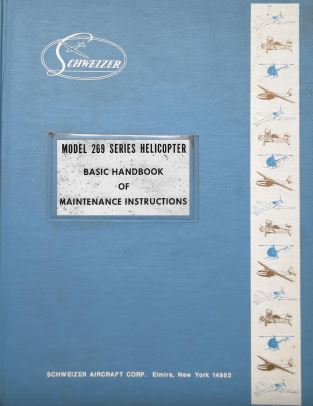 SCHWEIZER
MODEL 269 SERIES HELICOPTER
BASIC HANDBOOK
OF
MAINTENANCE INSTRUCTIONS
SCHWEIZER AIRCRAFT CORP. Elmira, New York 14902